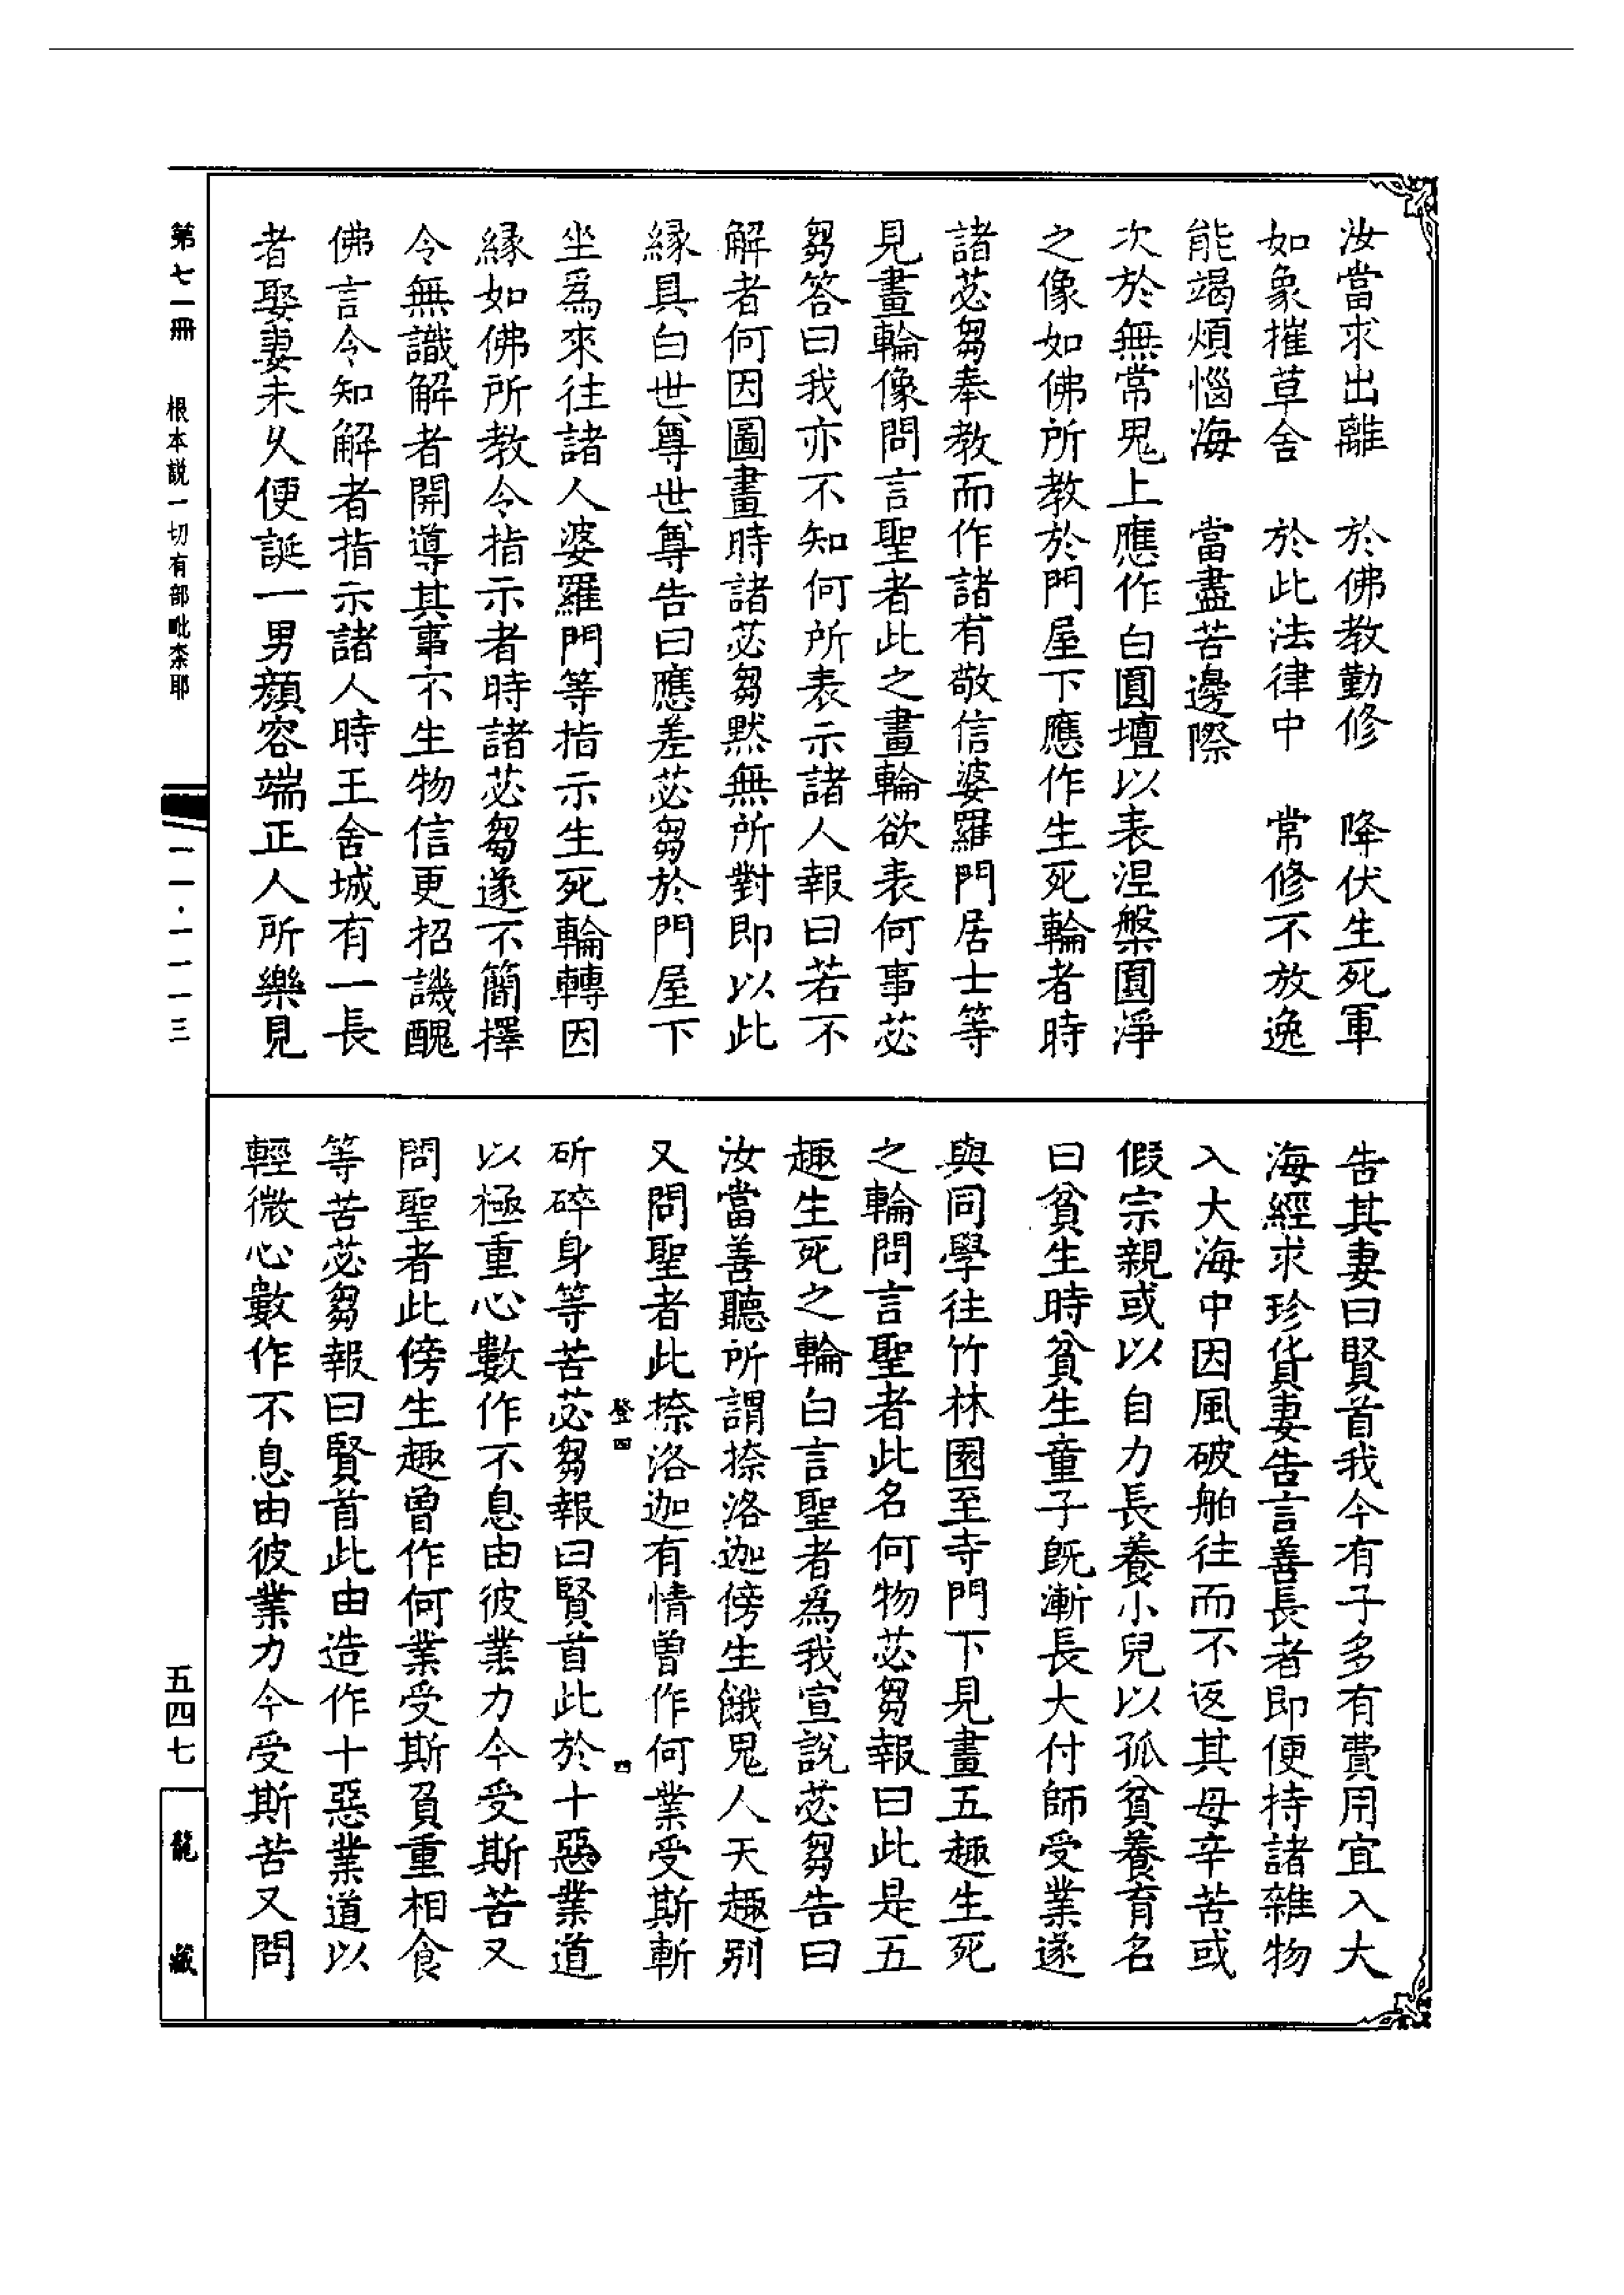 汝當求出離　於佛教勤修　降伏生死軍
如象摧草舍　於此法律中　常修不放逸
能竭煩惱海　當盡苦邊際
次於無常鬼上應作白圓壇以表涅槃圓淨
之像如佛所教於門屋下應作生死輪者時
諸苾芻奉教而作諸有敬信婆羅門居士等
見畫輪像問言聖者此之畫輪欲表何事苾
芻答曰我亦不知何所表示諸人報曰若不
解者何因圖畫時諸苾芻默無所對即以此
緣具白世尊世尊告曰應差苾芻於門屋下
坐爲來往諸人婆羅門等指示生死輪轉因
緣如佛所教令指示者時諸苾芻遂不簡擇
令無識解者開導其事不生物信更招譏醜
佛言令知解者指示諸人時王舍城有一長
者娶妻未久便誕一男顏容端正人所樂見
告其妻曰賢首我今有子多有費用宜入大
海經求珍貨妻告言善長者即便持諸雜物
入大海中因風破舶往而不返其母辛苦或
假宗親或以自力長養小兒以孤貧養育名
曰貧生時貧生童子既漸長大付師受業遂
與同學往竹林園至寺門下見畫五趣生死
之輪問言聖者此名何物苾芻報曰此是五
趣生死之輪白言聖者爲我宣說苾芻告曰
汝當善聽所謂捺洛迦傍生餓鬼人天趣別
又問聖者此捺洛迦有情曾作何業受斯斬
斫碎身等苦苾芻報曰賢首此於十惡業道
以極重心數作不息由彼業力今受斯苦又
問聖者此傍生趣曾作何業受斯負重相食
等苦苾芻報曰賢首此由造作十惡業道以
輕微心數作不息由彼業力今受斯苦又問
第七一冊　根本説一切有部毗柰耶
一一·一一一三
五四七
龍藏
四